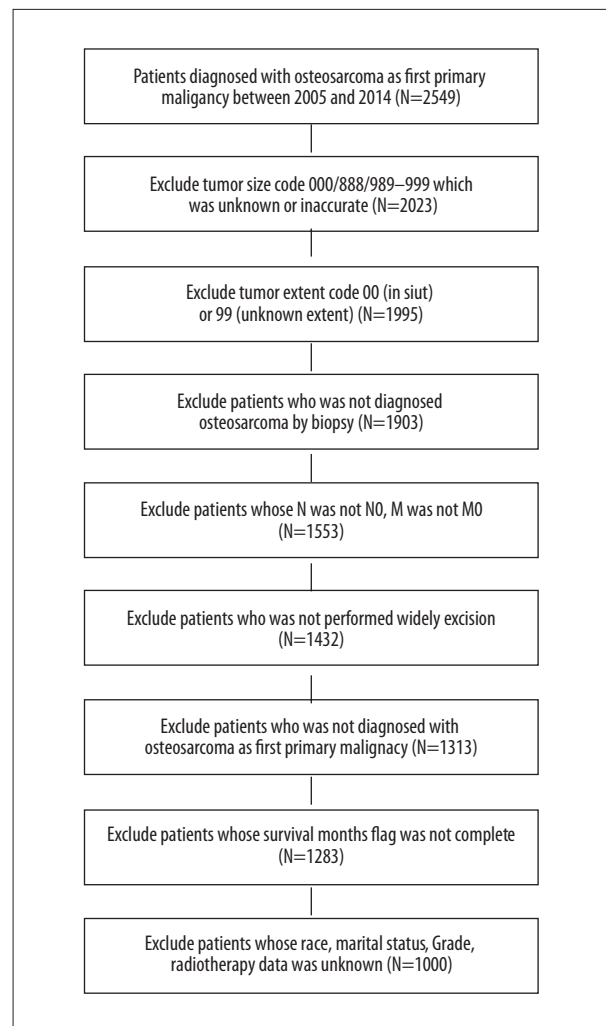 Patients diagnosed with osteosarcoma as first primary
maligancy between 2005 and 2014 (N=2549)
Exclude tumor size code 000/888/989–999 which
was unknown or inaccurate (N=2023)
Exclude tumor extent code 00 (in siut)
or 99 (unknown extent) (N=1995)
Exclude patients who was not diagnosed
osteosarcoma by biopsy (N=1903)
Exclude patients whose N was not N0, M was not M0
(N=1553)
Exclude patients who was not performed widely excision
(N=1432)
Exclude patients who was not diagnosed with
osteosarcoma as first primary malignacy (N=1313)
Exclude patients whose survival months flag was not complete
(N=1283)
Exclude patients whose race, marital status, Grade,
radiotherapy data was unknown (N=1000)